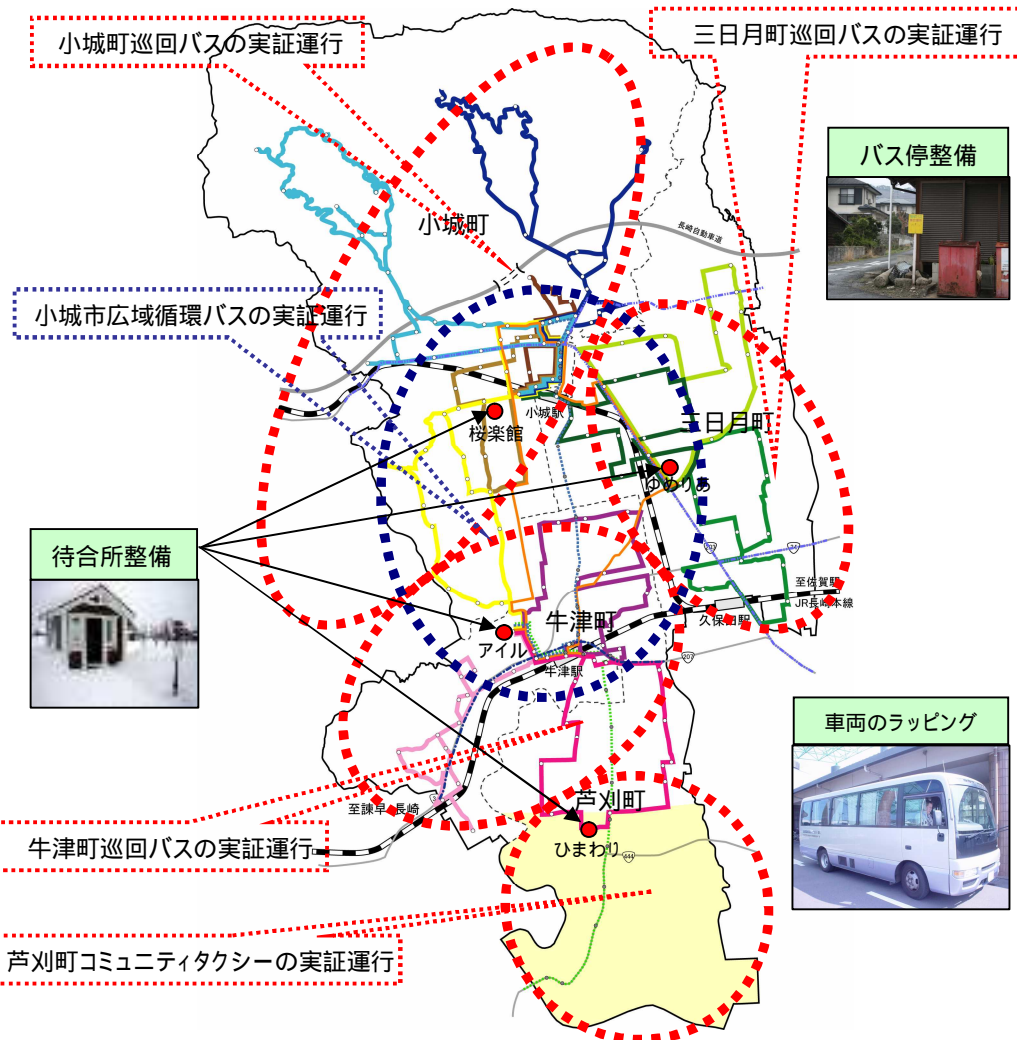 小城町巡回バスの実証運行
三日月町巡回バスの実証運行
バス停整備
小城町
長崎自動車道
小城市広域循環バスの実証運行
小城駅
桜楽館
三日月町
ゆめりあ
待合所整備
203
34
至佐賀駅
JR長崎本線
久保田駅
牛津町
アイル
牛津駅
207
車両のラッピング
至諫早・長崎
芦刈町
ひまわり
444
牛津町巡回バスの実証運行
芦刈町コミュニティタクシーの実証運行